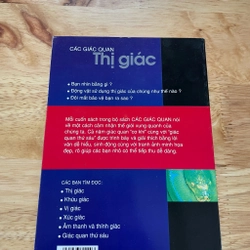 CÁC GIÁC QUAN
Thị giác
• Bạn nhìn bằng gì ?
• Động vật sử dụng thị giác của chúng như thế nào ?
• Đôi mắt bảo vệ bạn ra sao ?
Mỗi cuốn sách trong bộ sách CÁC GIÁC QUAN nói
về một cách cảm nhận thế giới xung quanh của
chúng ta. Cả năm giác quan "cơ bản" cùng với "giác
quan thứ sáu" được trình bày và giải thích bằng lời
văn dễ hiểu, sinh động cùng với tranh ảnh minh họa
đẹp, rõ giúp các bạn nhỏ có thể tiếp thu dễ dàng.
CÁC BẠN TÌM ĐỌC:
• Thị giác
• Khứu giác
• Vị giác
• Xúc giác
• Âm thanh và thính giác
• Giác quan thứ sáu